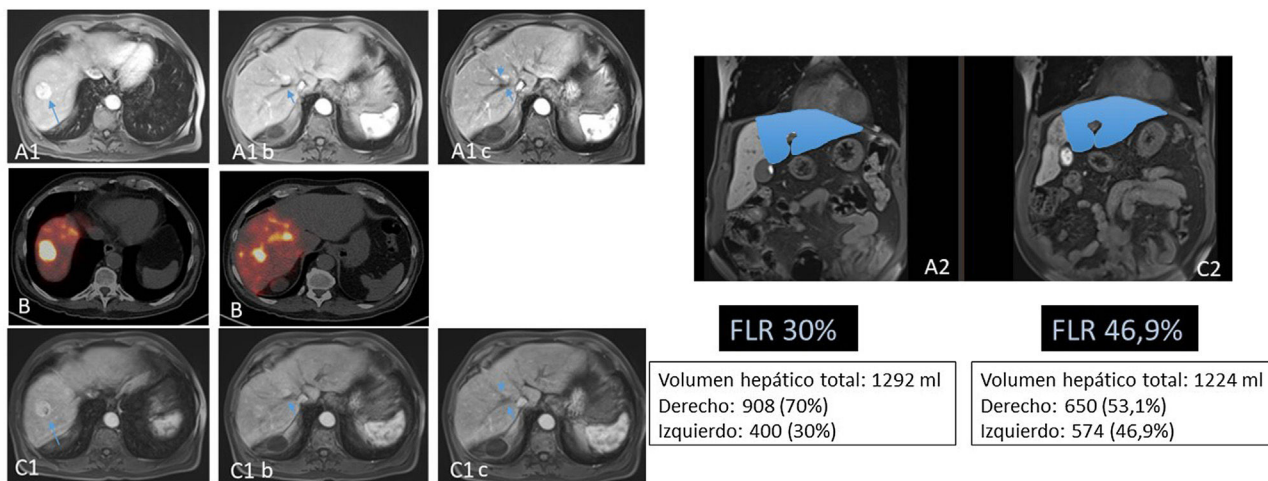 A1
A1 b
A1 c
B
B
C1
C1 b
C1 c
A2
C2
FLR 30%
FLR 46,9%
Volumen hepático total: 1292 ml
Derecho: 908 (70%)
Izquierdo: 400 (30%)
Volumen hepático total: 1224 ml
Derecho: 650 (53,1%)
Izquierdo: 574 (46,9%)